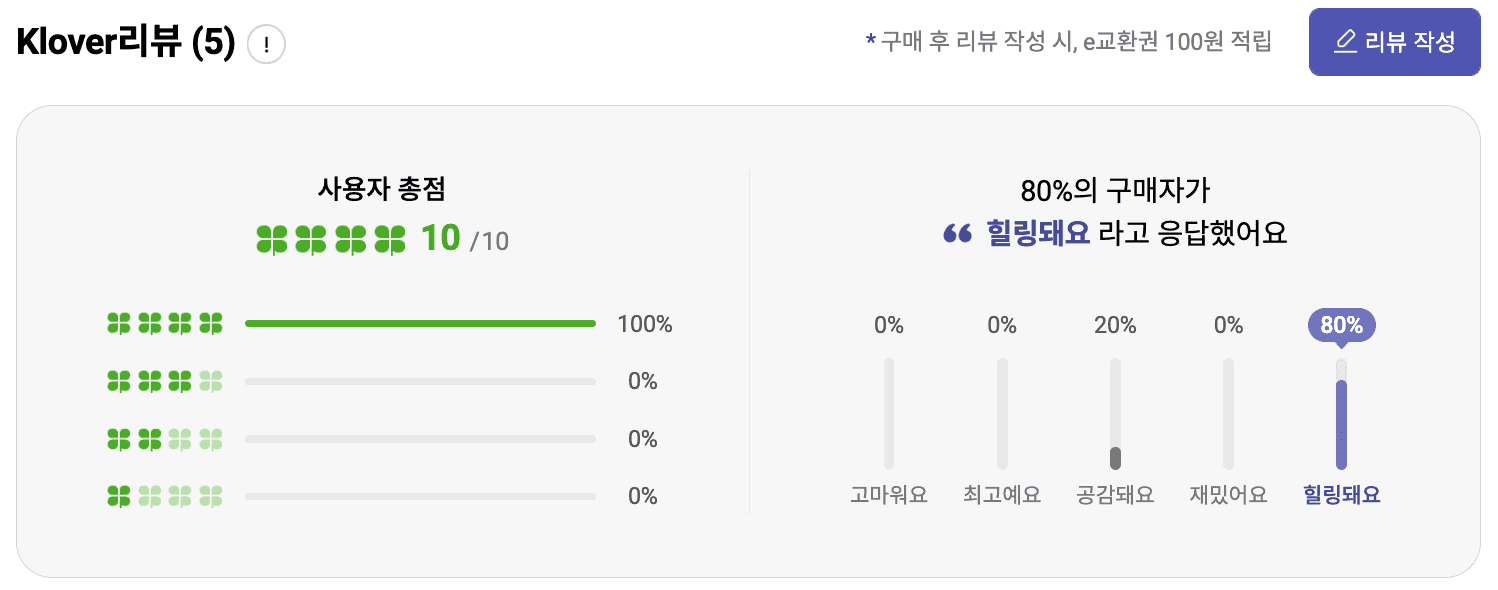 Klover리뷰 (5) !
* 구매 후 리뷰 작성 시, e교환권 100원 적립
리뷰 작성
사용자 총점
10 /10
100%
0%
0%
0%
80%의 구매자가
“ 힐링돼요 라고 응답했어요
0% 0% 20% 0% 80%
고마워요 최고예요 공감돼요 재밌어요 힐링돼요